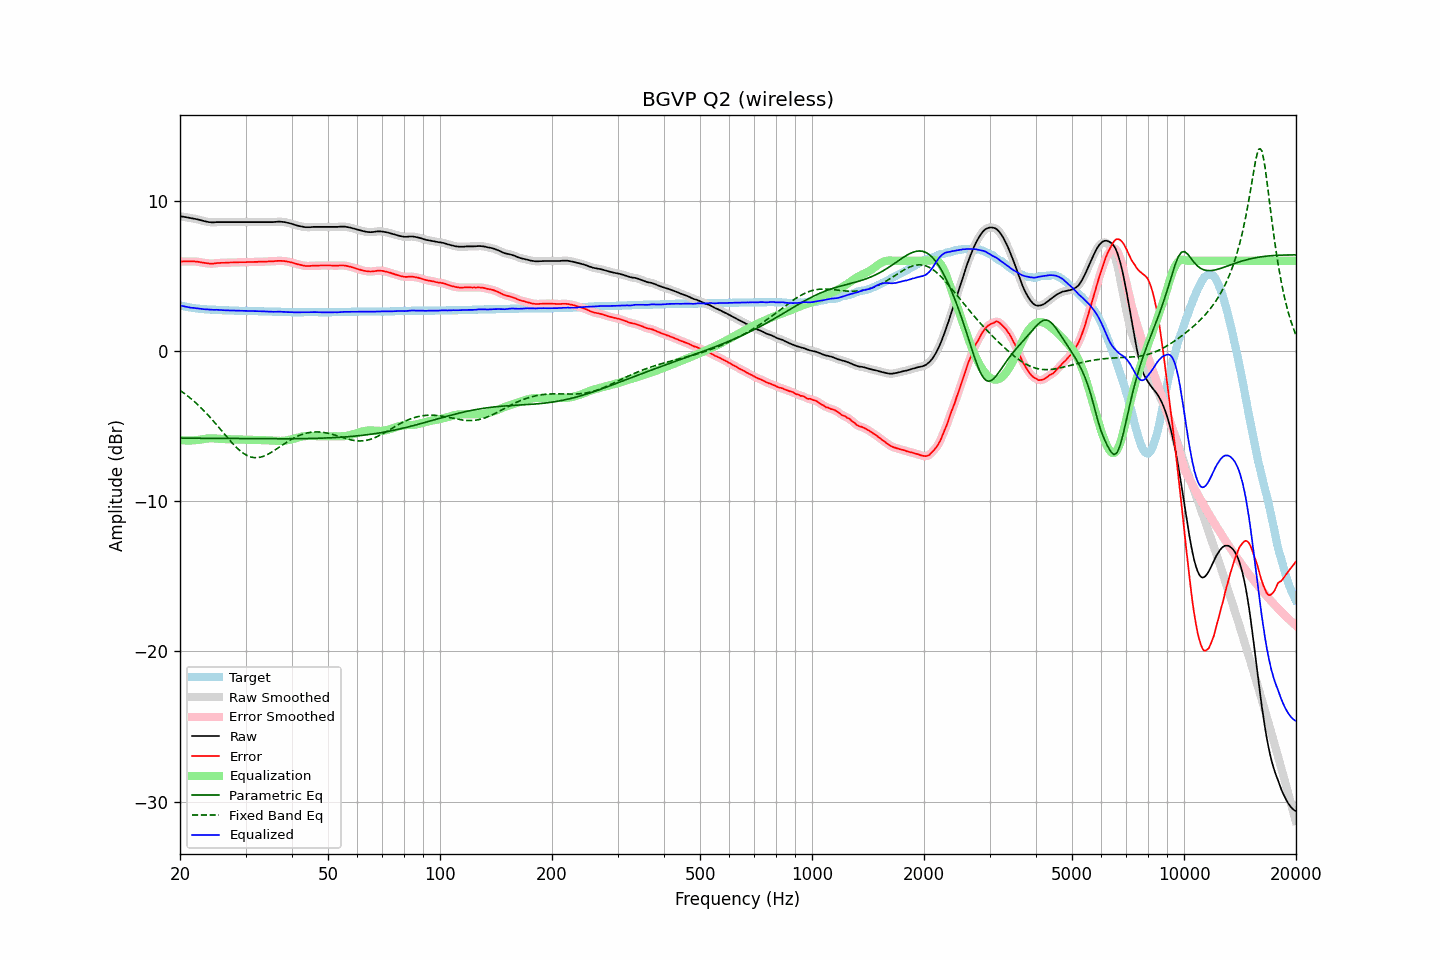 BGVP Q2 (wireless)
10
0
−10
−20
−30
Amplitude (dBr)
Target
Raw Smoothed
Error Smoothed
Raw
Error
Equalization
Parametric Eq
Fixed Band Eq
Equalized
20 50 100 200 500 1000 2000 5000 10000 20000
Frequency (Hz)